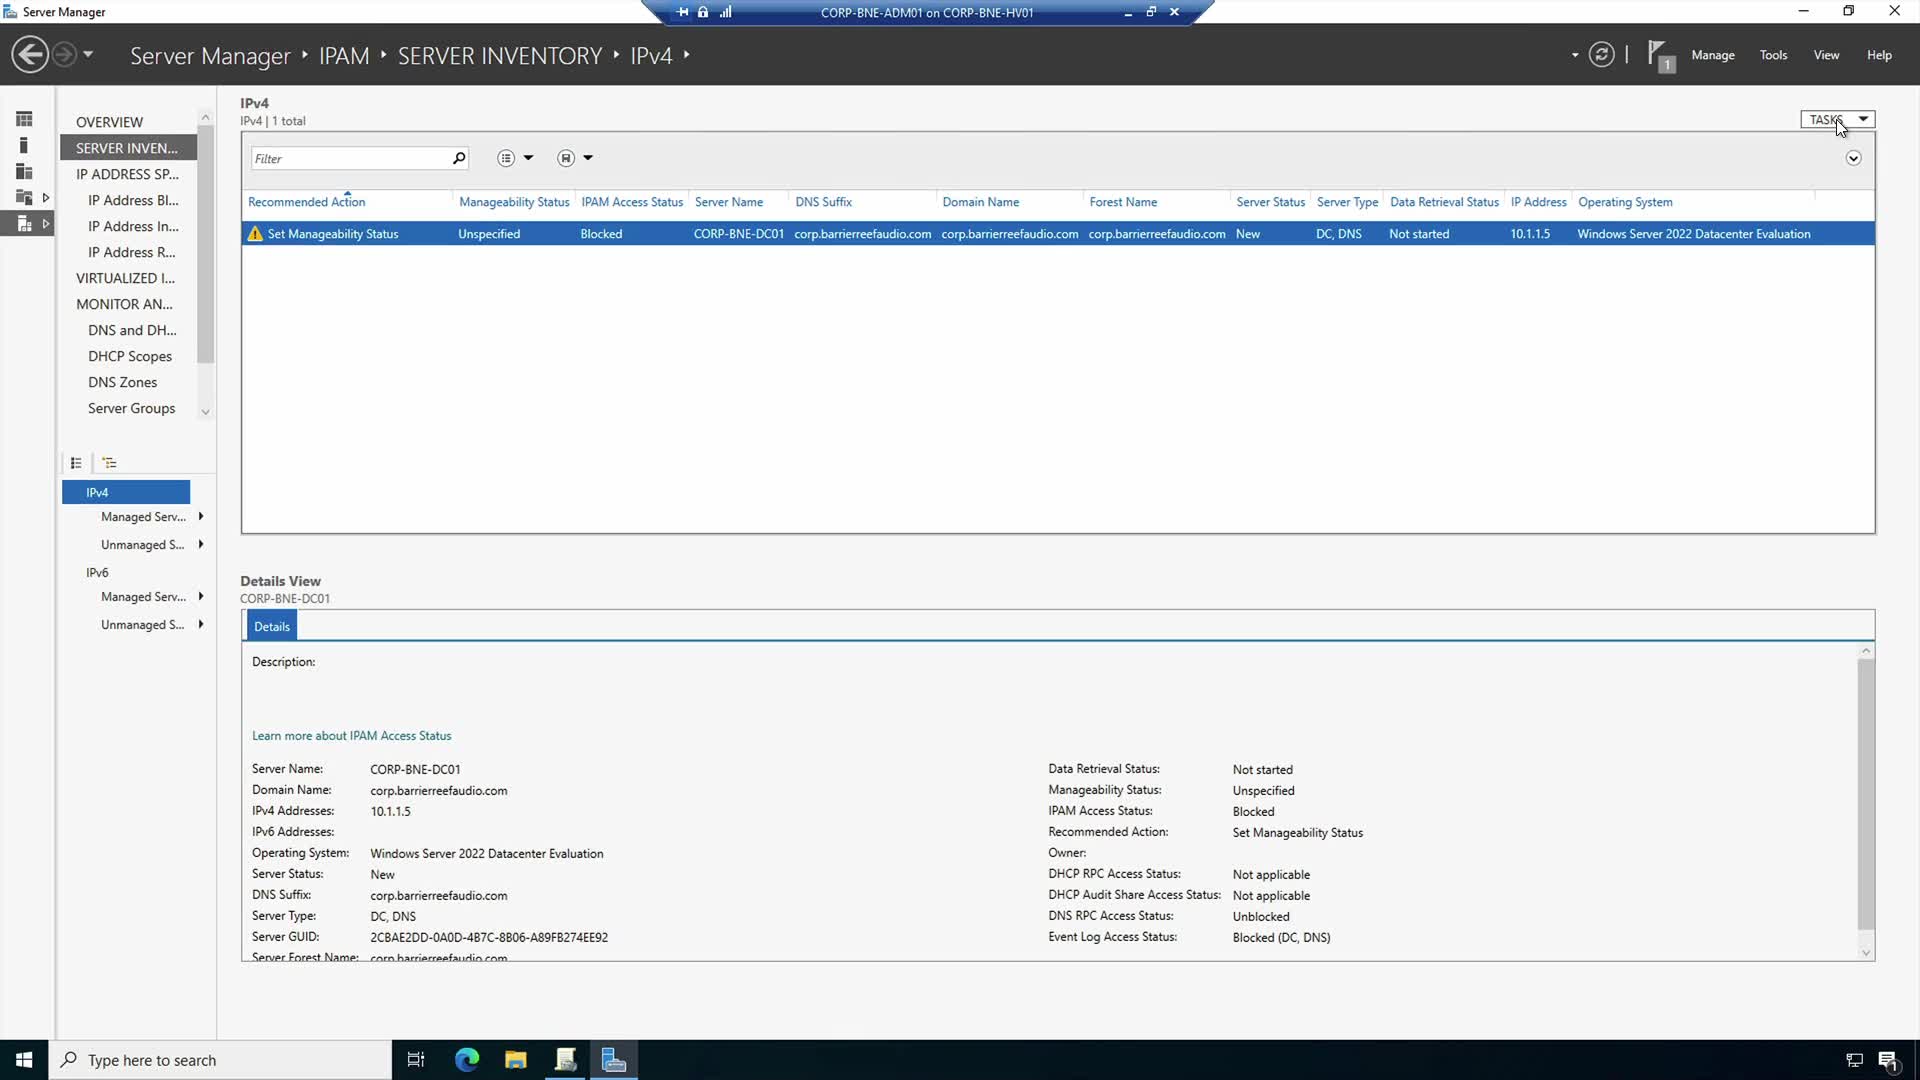 Server Manager
CORP-BNE-ADM01 on CORP-BNE-HV01
Server Manager IPAM SERVER INVENTORY IPv4
1
Manage Tools View Help
OVERVIEW
SERVER INVEN...
IP ADDRESS SP...
IP Address Bl...
IP Address In...
IP Address R...
VIRTUALIZED I...
MONITOR AN...
DNS and DH...
DHCP Scopes
DNS Zones
Server Groups
IPv4
Managed Serv...
Unmanaged S...
IPv6
Managed Serv...
Unmanaged S...
IPv4
IPv4 | 1 total
TASKS
Filter
Recommended Action Manageability Status IPAM Access Status Server Name DNS Suffix Domain Name Forest Name Server Status Server Type Data Retrieval Status IP Address Operating System
Set Manageability Status Unspecified Blocked CORP-BNE-DC01 corp.barrierreefaudio.com corp.barrierreefaudio.com corp.barrierreefaudio.com New DC, DNS Not started 10.1.1.5 Windows Server 2022 Datacenter Evaluation
Details View
CORP-BNE-DC01
Details
Description:
Learn more about IPAM Access Status
Server Name: CORP-BNE-DC01
Domain Name: corp.barrierreefaudio.com
IPv4 Addresses: 10.1.1.5
IPv6 Addresses:
Operating System: Windows Server 2022 Datacenter Evaluation
Server Status: New
DNS Suffix: corp.barrierreefaudio.com
Server Type: DC, DNS
Server GUID: 2CBAE2DD-0A0D-4B7C-8B06-A89FB274EE92
Server Forest Name: corp.barrierreefaudio.com
Data Retrieval Status: Not started
Manageability Status: Unspecified
IPAM Access Status: Blocked
Recommended Action: Set Manageability Status
Owner:
DHCP RPC Access Status: Not applicable
DHCP Audit Share Access Status: Not applicable
DNS RPC Access Status: Unblocked
Event Log Access Status: Blocked (DC, DNS)
Type here to search
1